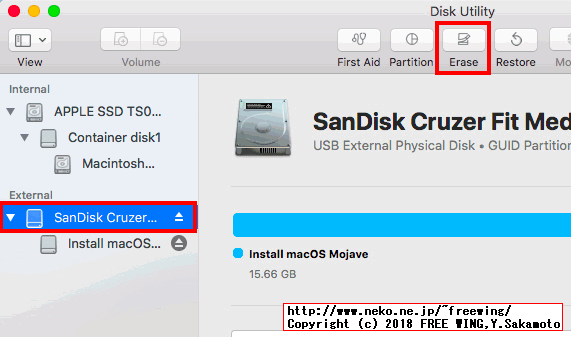 Disk Utility
View
Volume
First Aid
Partition
Erase
Restore
Mo
Internal
APPLE SSD TS0...
Container disk1
Macintosh...
External
SanDisk Cruzer...
Install macOS...
SanDisk Cruzer Fit Med
USB External Physical Disk • GUID Partition
Install macOS Mojave
15.66 GB
http://www.neko.ne.jp/~freewing/
Copyright (c) 2018 FREE WING,Y.Sakamoto